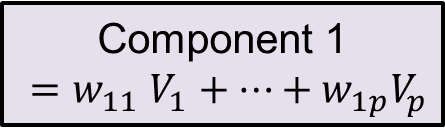 Component 1
= w₁₁ V₁ + ⋯ + w₁ₚVₚ